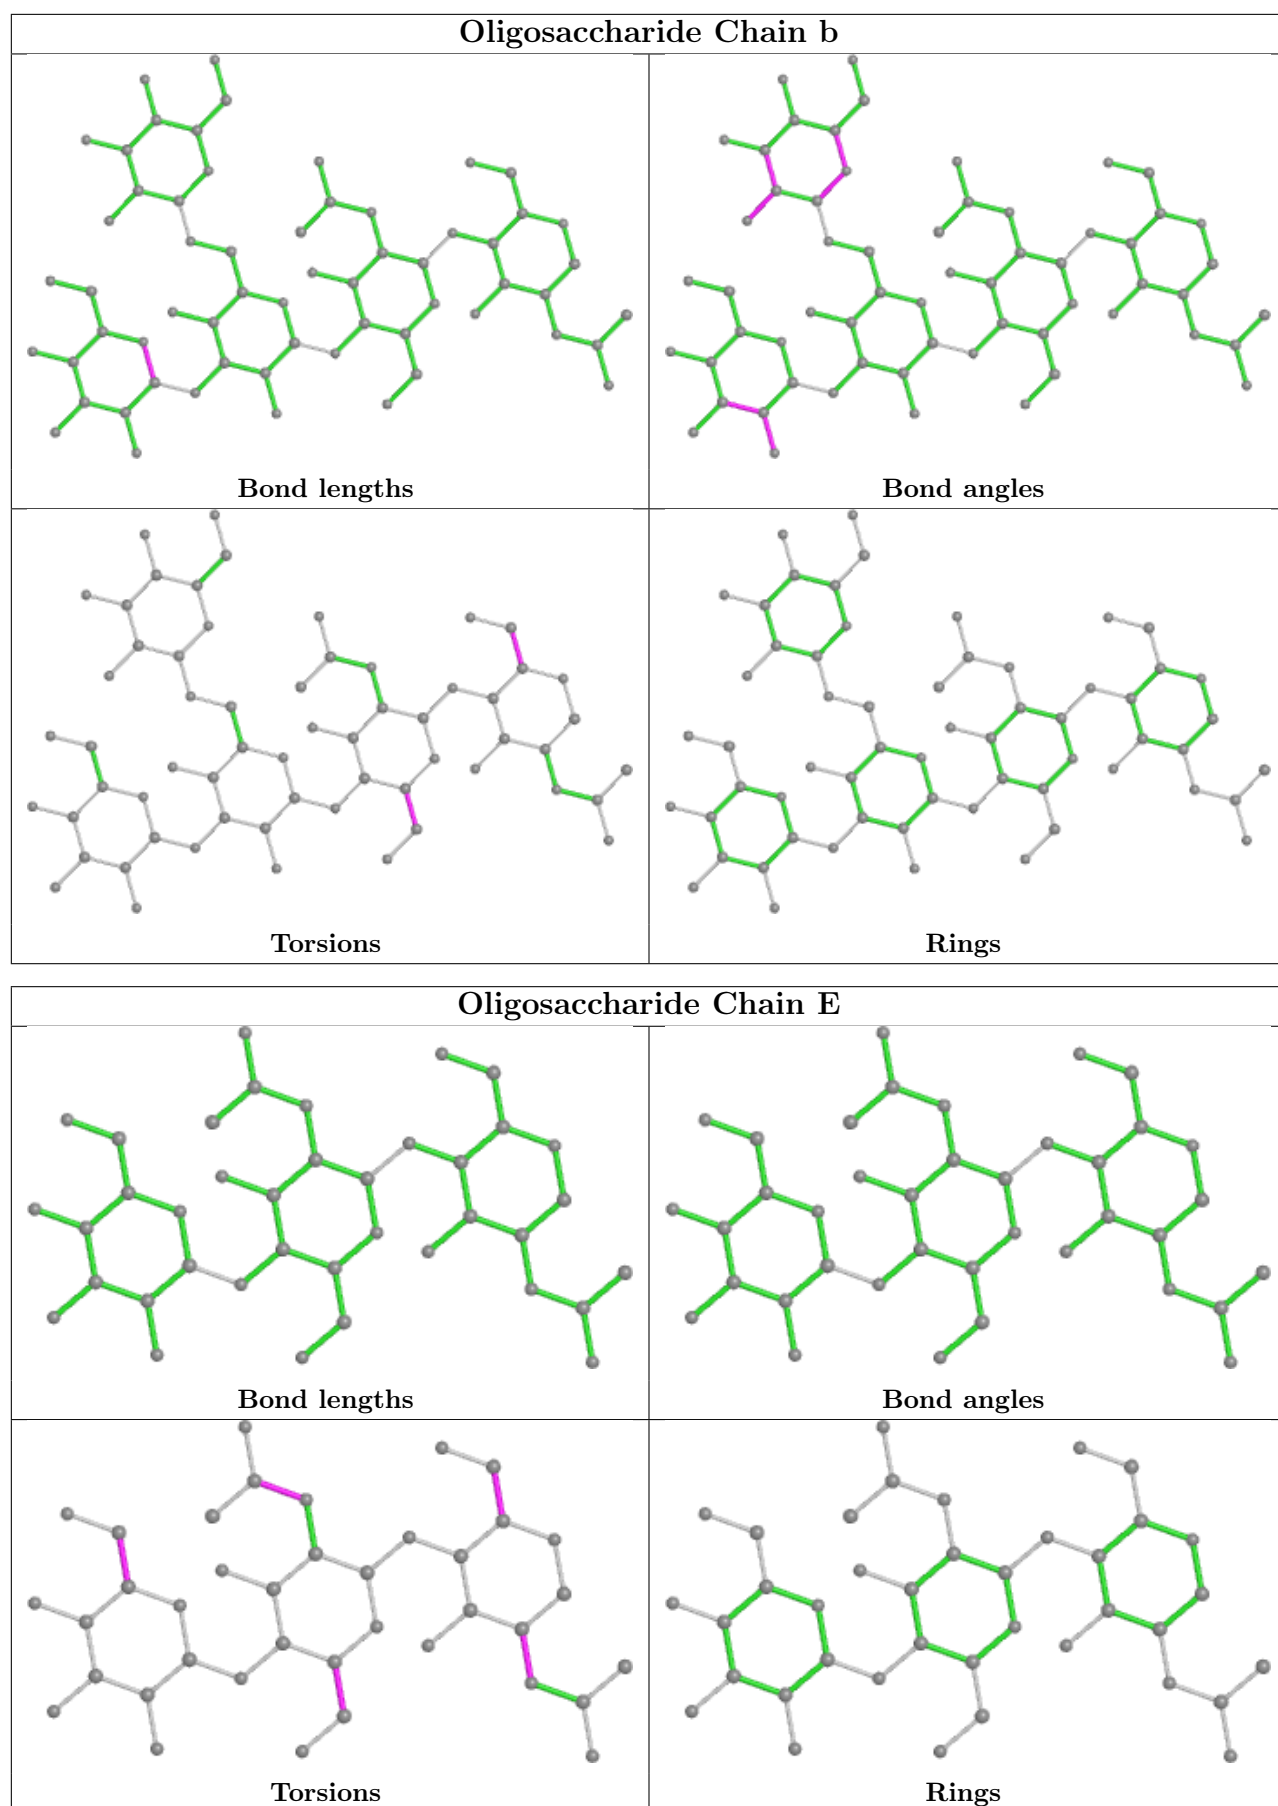 Oligosaccharide Chain b
Bond lengths
Bond angles
Torsions
Rings
Oligosaccharide Chain E
Bond lengths
Bond angles
Torsions
Rings